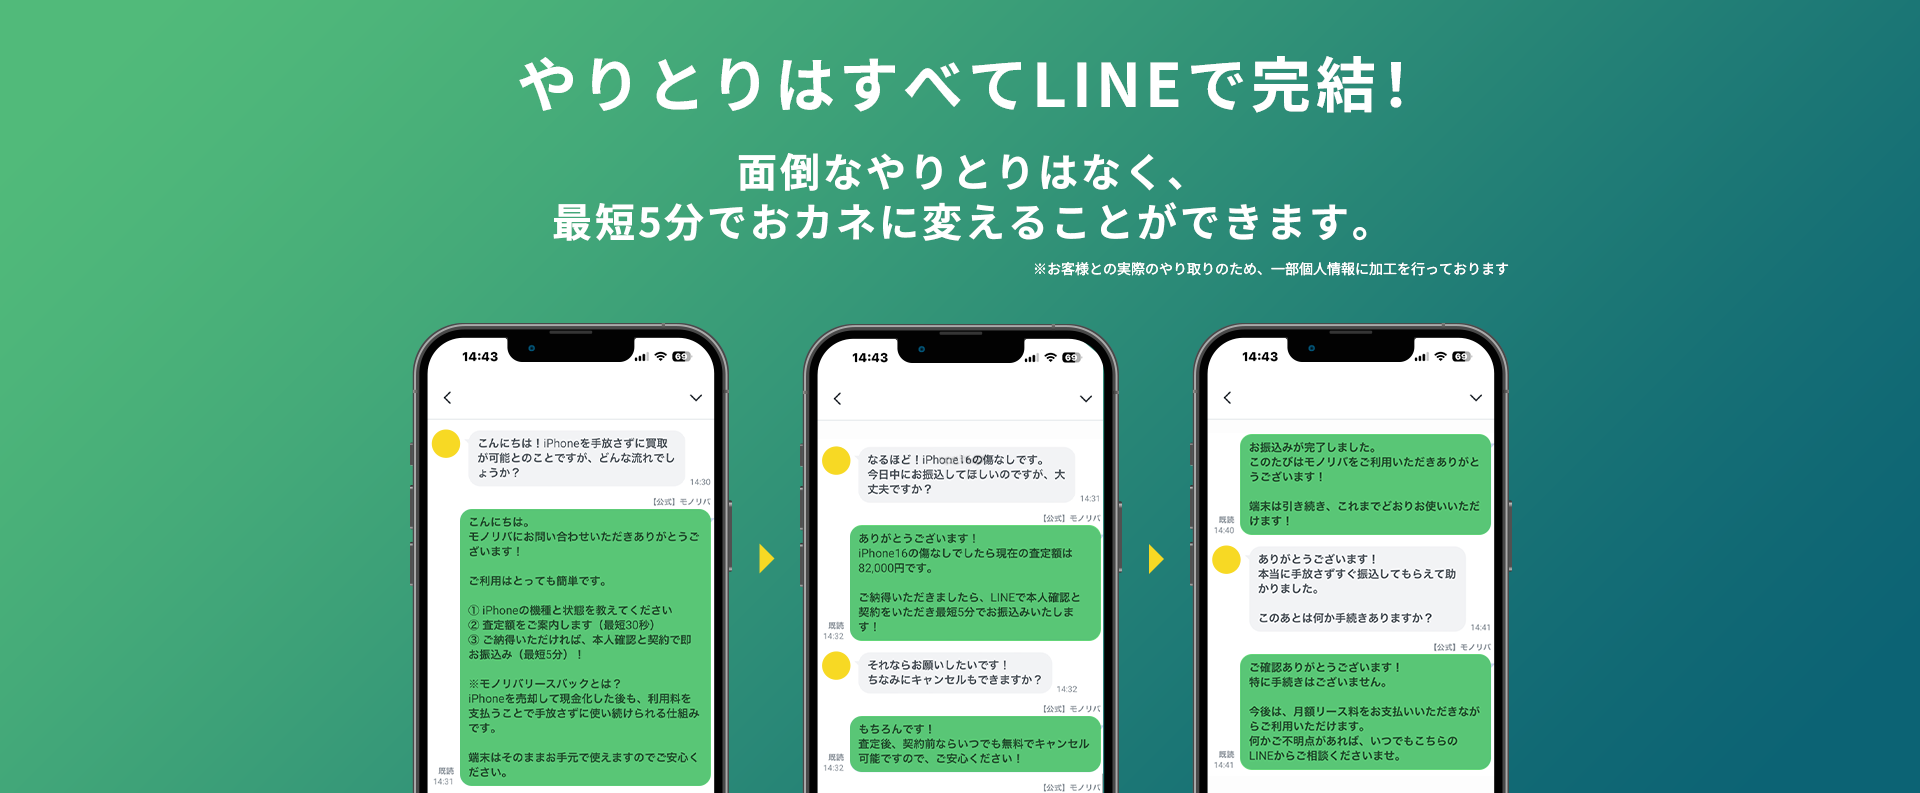 やりとりはすべてLINEで完結！
面倒なやりとりはなく、
最短5分でおカネに変えることができます。
※お客様との実際のやり取りのため、一部個人情報に加工を行っております
14:43
69
こんにちは！iPhoneを手放さずに買取
が可能とのことですが、どんな流れでし
ょうか？
14:30
【公式】モノリバ
こんにちは。
モノリバにお問い合わせいただきありがとうご
ざいます！
ご利用はとっても簡単です。
① iPhoneの機種と状態を教えてください
② 査定額をご案内します（最短30秒）
③ ご納得いただければ、本人確認と契約で即
お振込み（最短5分）！
※モノリバリースバックとは？
iPhoneを売却して現金化した後も、利用料を
支払うことで手放さずに使い続けられる仕組み
です。
端末はそのままお手元で使えますのでご安心く
ださい。
既読
14:31
14:43
69
なるほど！iPhone16の傷なしです。
今日中にお振込してほしいのですが、大
丈夫ですか？
14:31
【公式】モノリバ
ありがとうございます！
iPhone16の傷なしでしたら現在の査定額は
82,000円です。
ご納得いただきましたら、LINEで本人確認と
契約をいただき最短5分でお振込みいたしま
す！
既読
14:32
それならお願いしたいです！
ちなみにキャンセルもできますか？
14:32
【公式】モノリバ
もちろんです！
査定後、契約前ならいつでも無料でキャンセル
可能ですので、ご安心ください！
既読
14:32
【公式】モノリバ
14:43
69
お振込みが完了しました。
このたびはモノリバをご利用いただきありがと
うございます！
端末は引き続き、これまでどおりお使いいただ
けます！
既読
14:40
ありがとうございます！
本当に手放さずすぐ振込してもらえて助
かりました。
このあとは何か手続きありますか？
14:41
【公式】モノリバ
ご確認ありがとうございます！
特に手続きはございません。
今後は、月額リース料をお支払いいただきなが
らご利用いただけます。
何かご不明点があれば、いつでもこちらの
LINEからご相談くださいませ。
既読
14:41